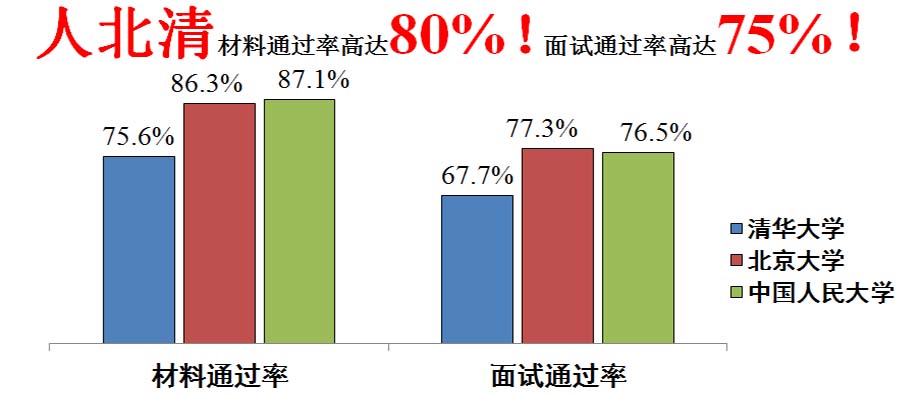 人北清材料通过率高达80%！面试通过率高达75%！
75.6%
86.3%
87.1%
67.7%
77.3%
76.5%
清华大学
北京大学
中国人民大学
材料通过率
面试通过率